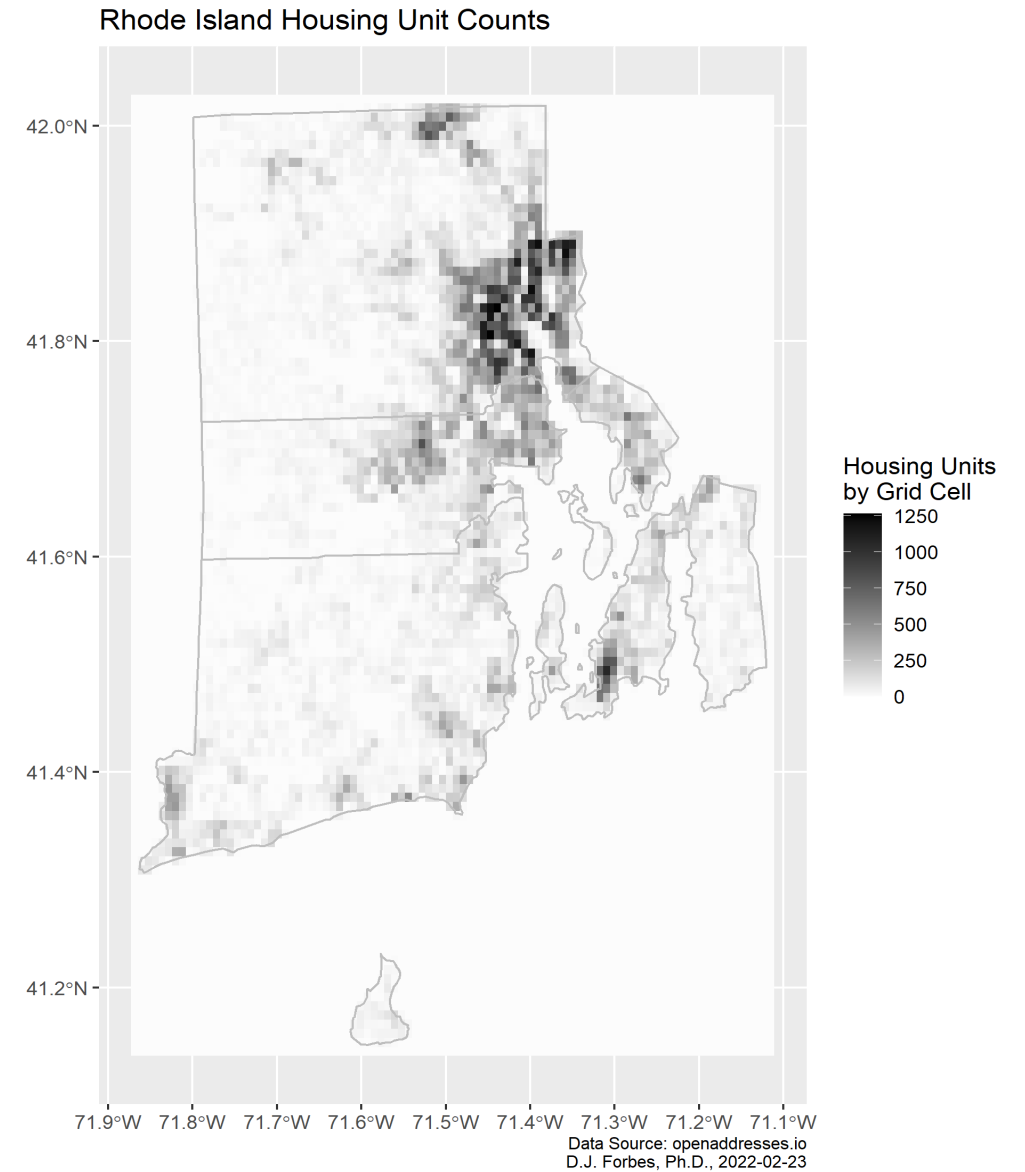 Rhode Island Housing Unit Counts
42.0°N
41.8°N
41.6°N
41.4°N
41.2°N
71.9°W 71.8°W 71.7°W 71.6°W 71.5°W 71.4°W 71.3°W 71.2°W 71.1°W
Housing Units
by Grid Cell
1250
1000
750
500
250
0
Data Source: openaddresses.io
D.J. Forbes, Ph.D., 2022-02-23